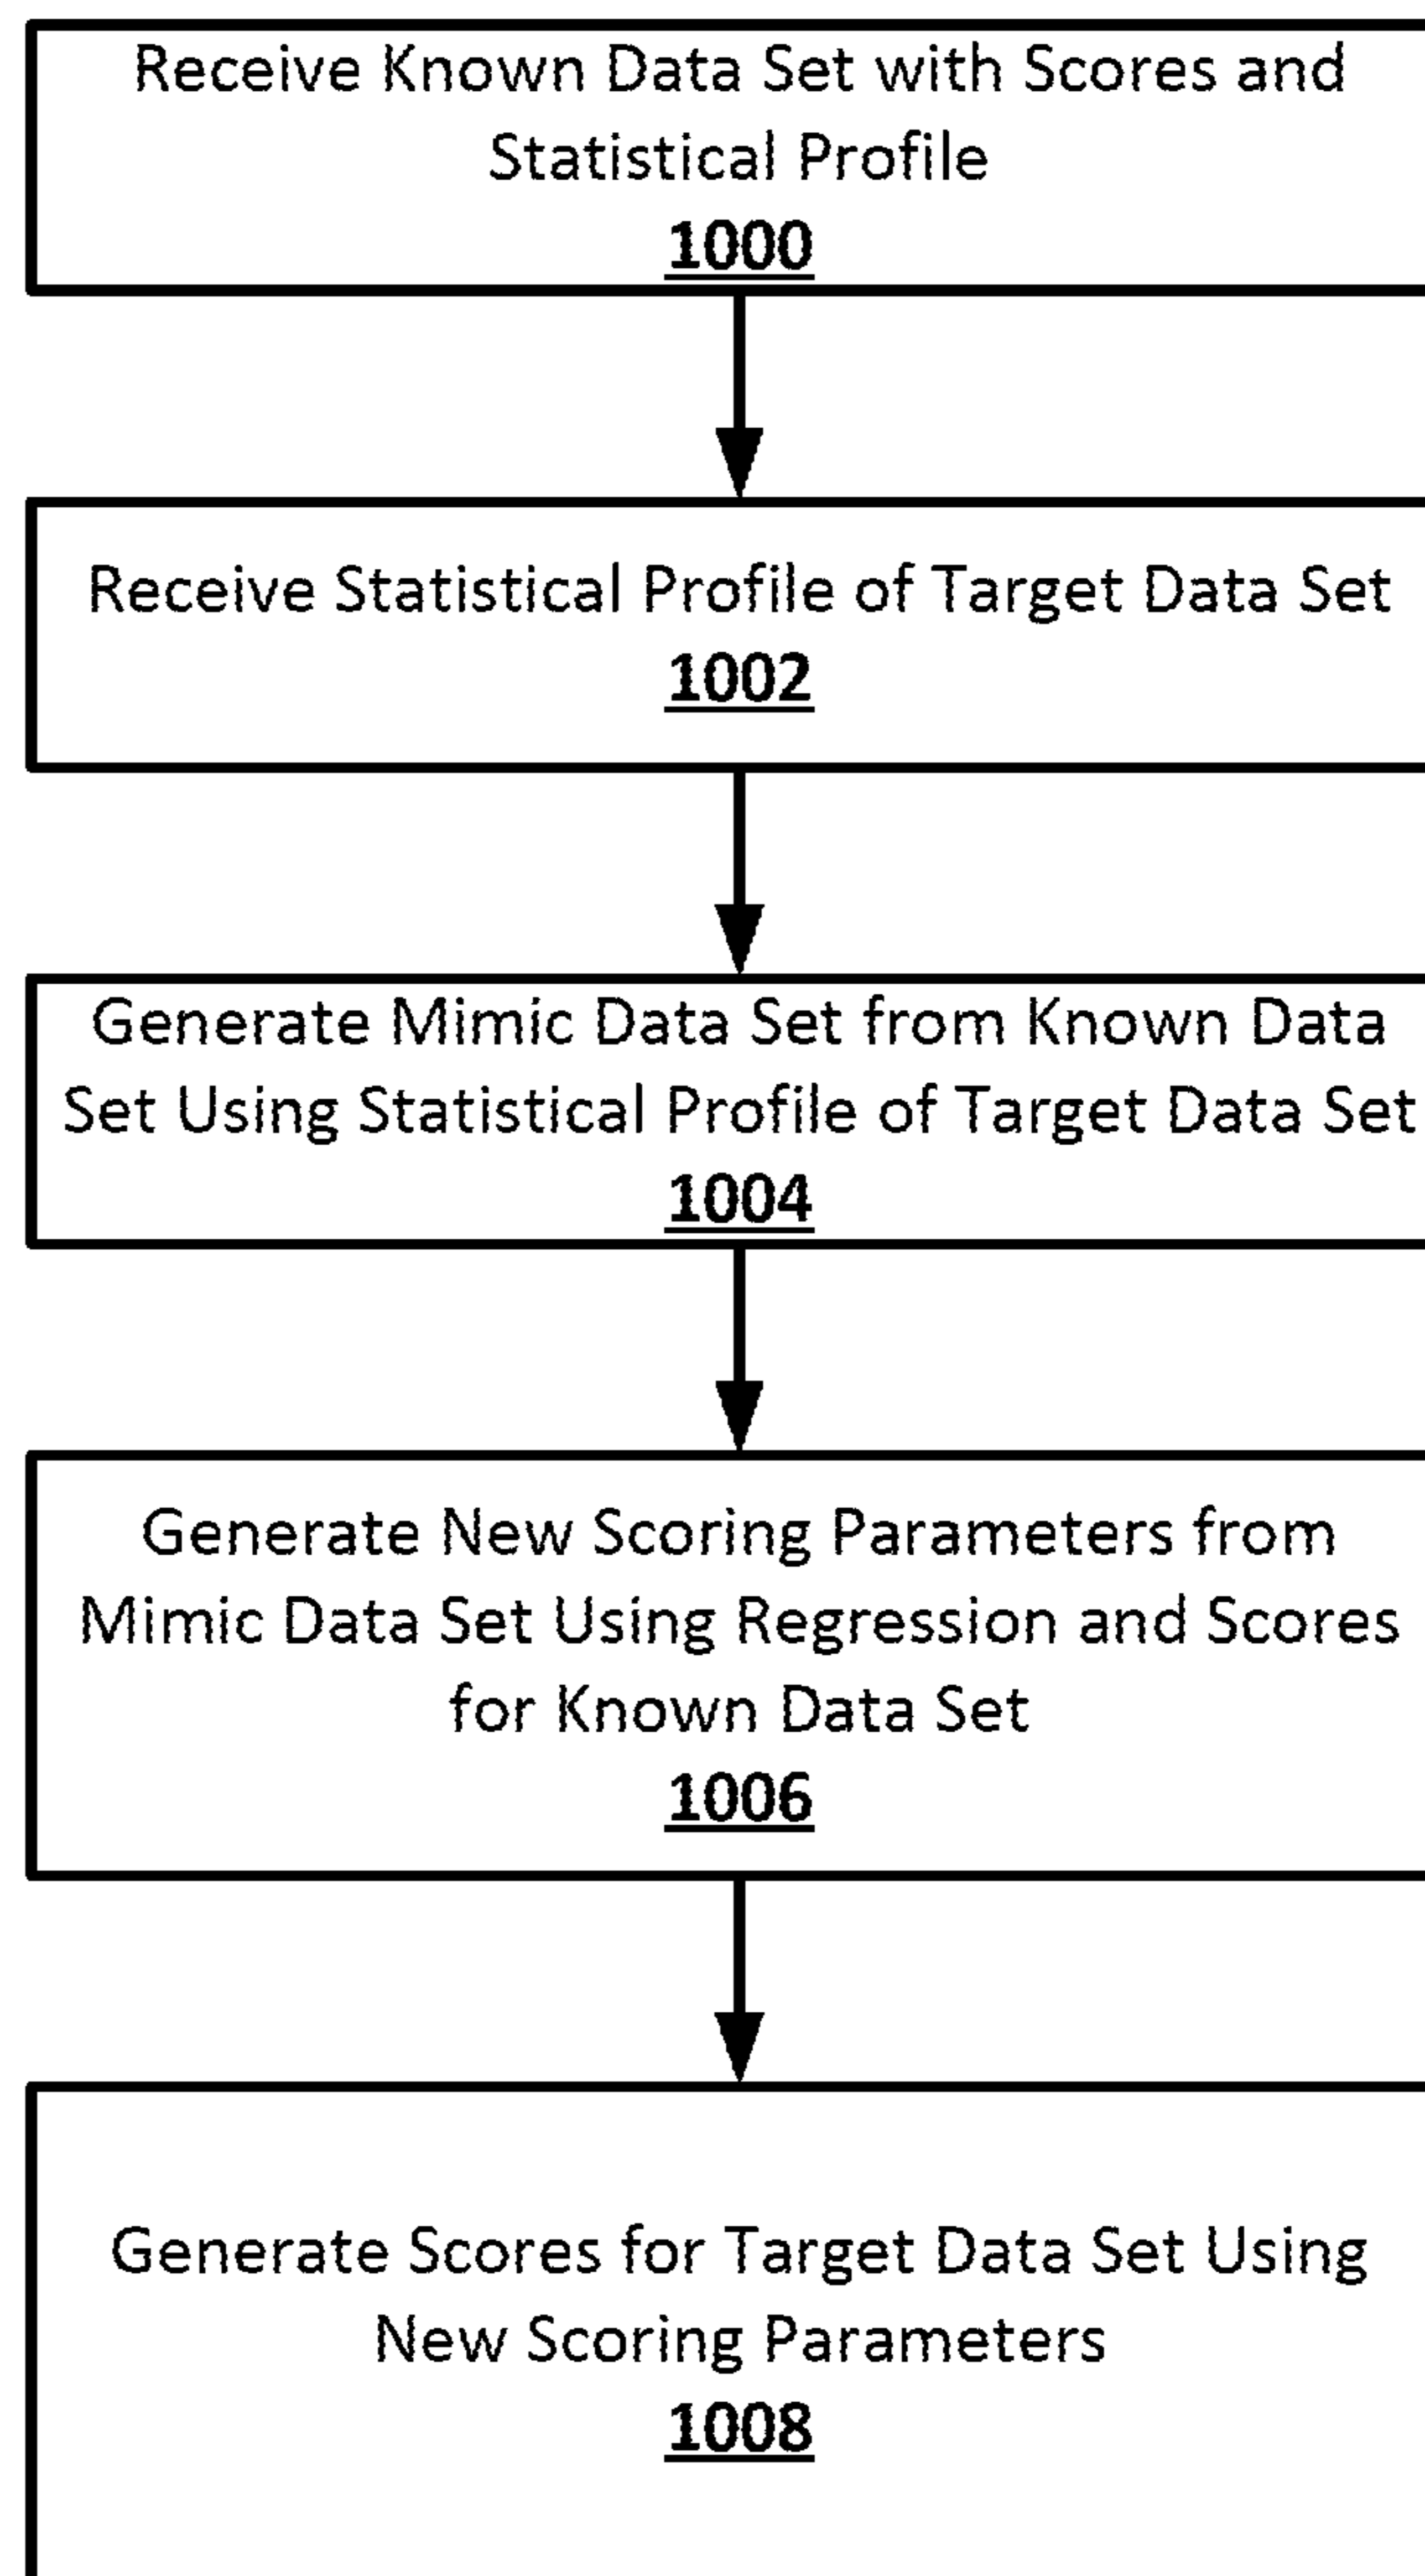 Receive Known Data Set with Scores and
Statistical Profile
1000
Receive Statistical Profile of Target Data Set
1002
Generate Mimic Data Set from Known Data
Set Using Statistical Profile of Target Data Set
1004
Generate New Scoring Parameters from
Mimic Data Set Using Regression and Scores
for Known Data Set
1006
Generate Scores for Target Data Set Using
New Scoring Parameters
1008